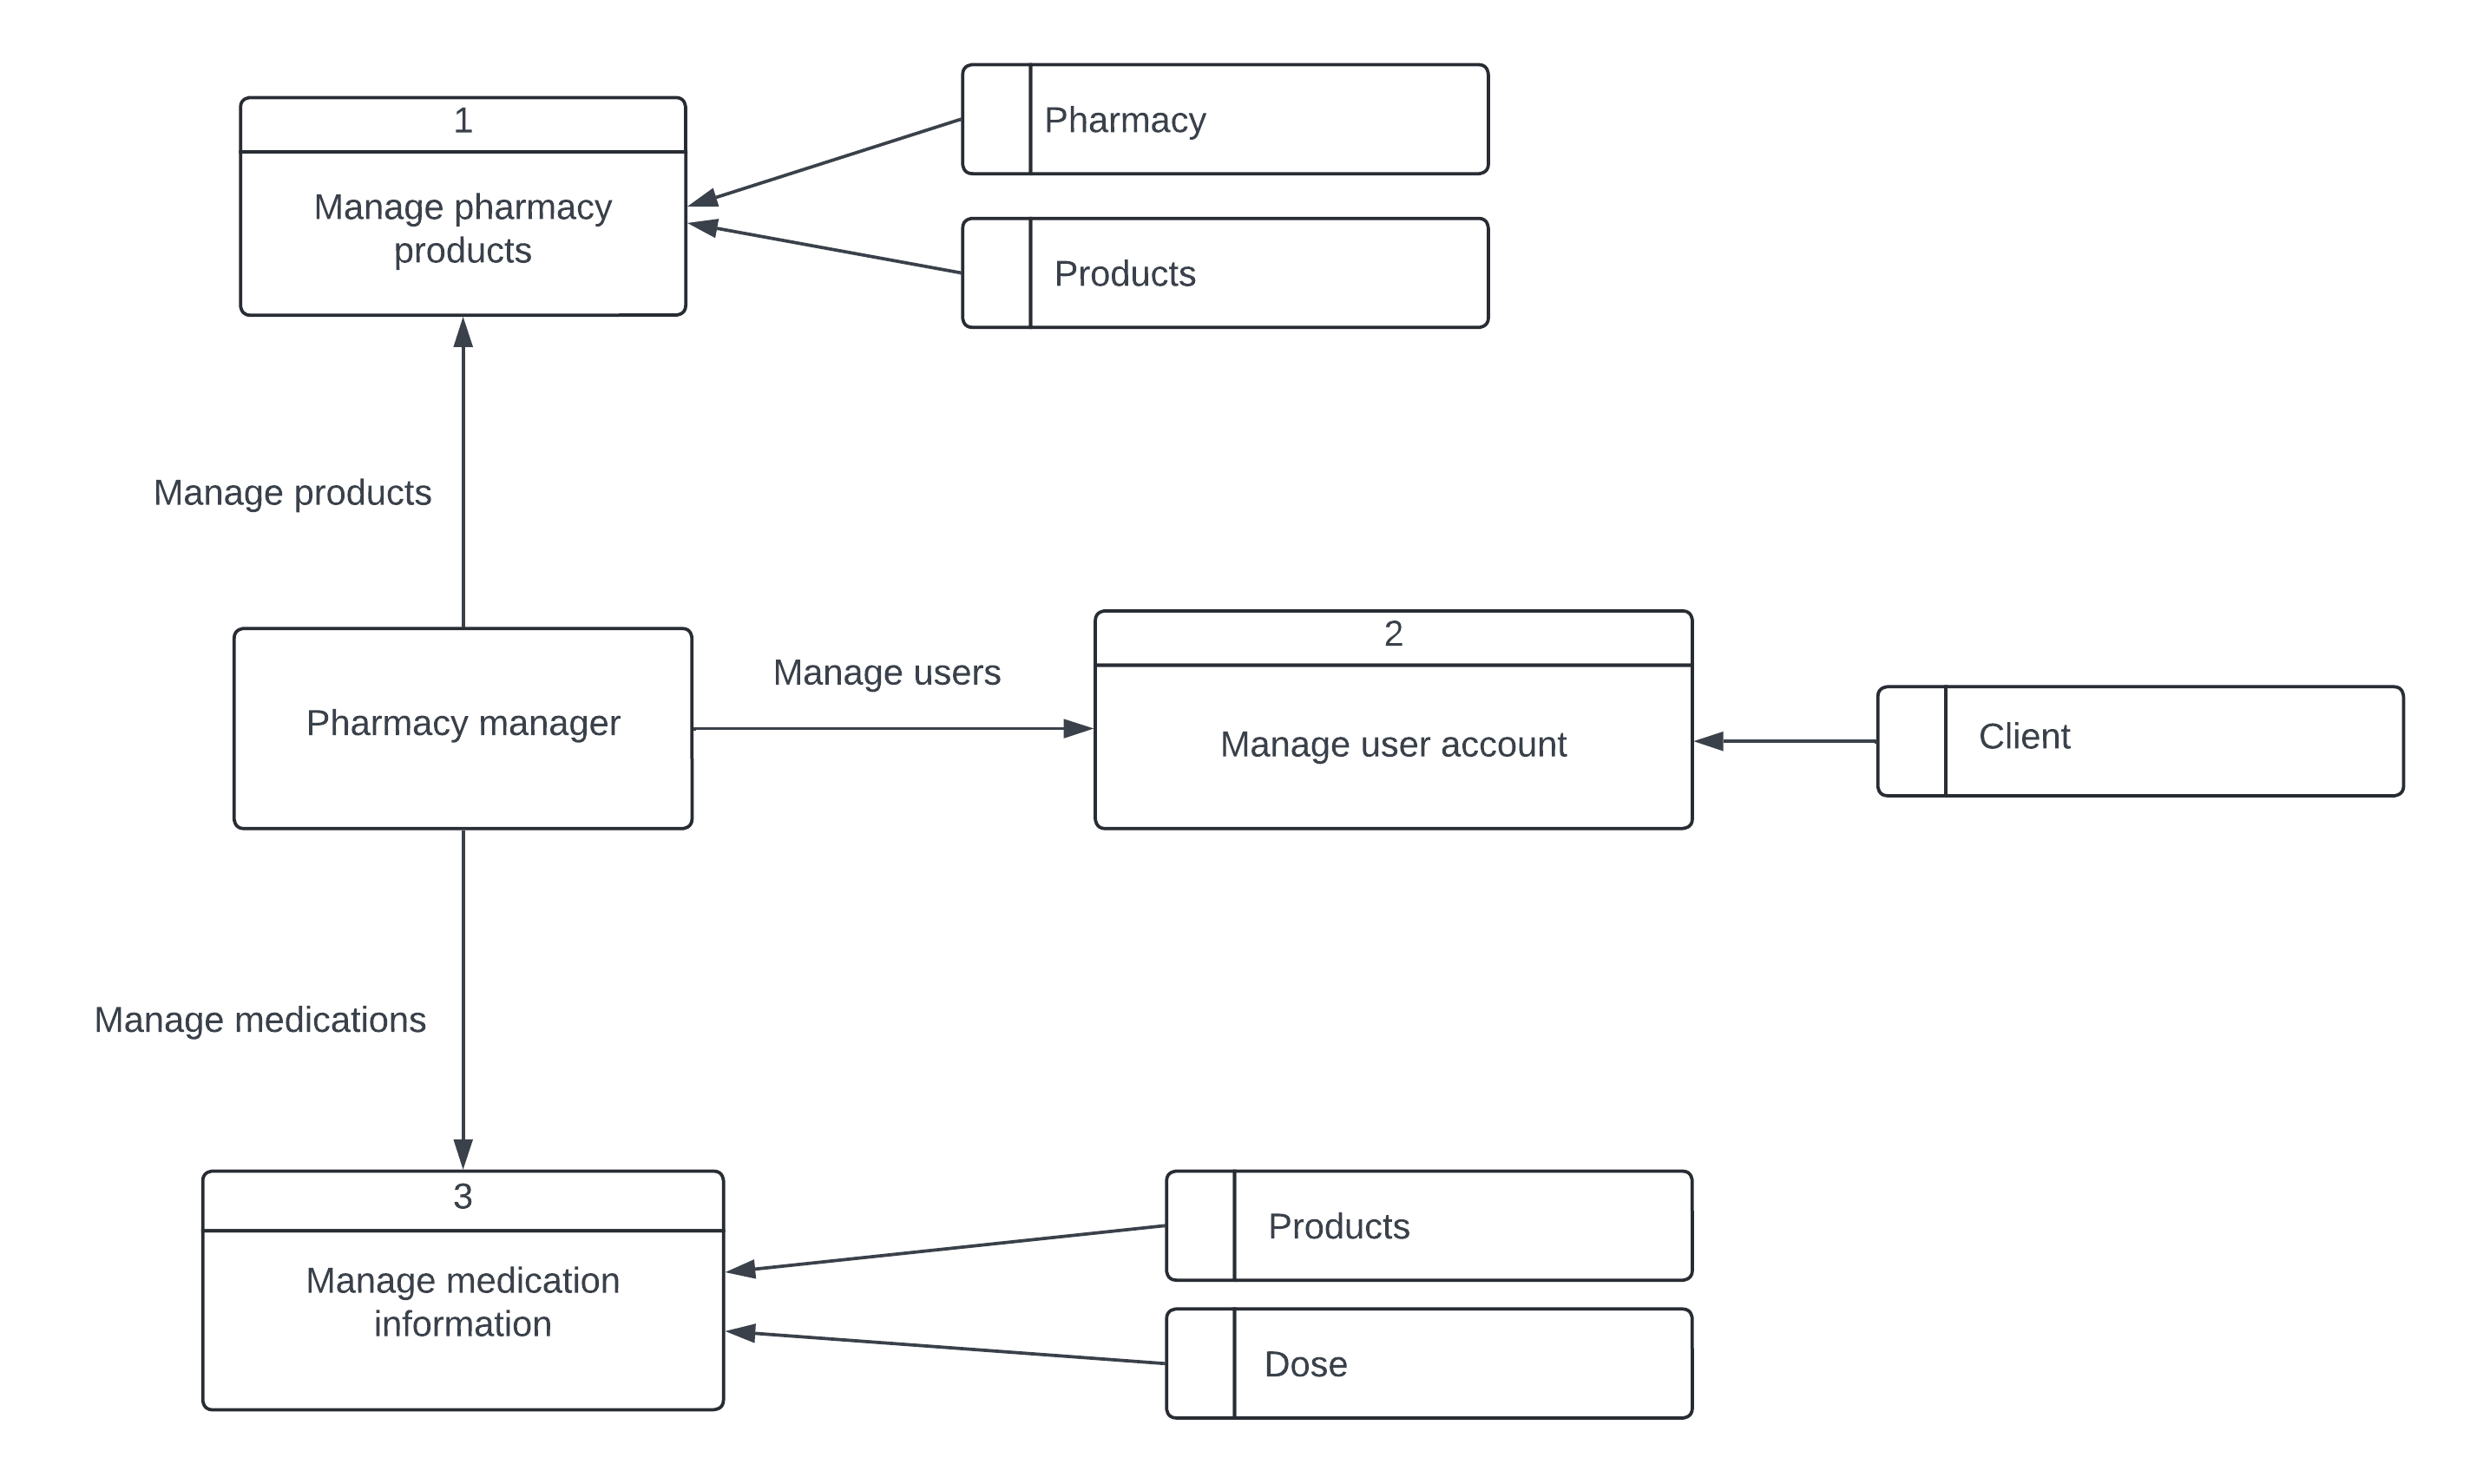 1
Manage pharmacy
products
Pharmacy
Products
Manage products
Pharmacy manager
Manage users
2
Manage user account
Client
Manage medications
3
Manage medication
information
Products
Dose